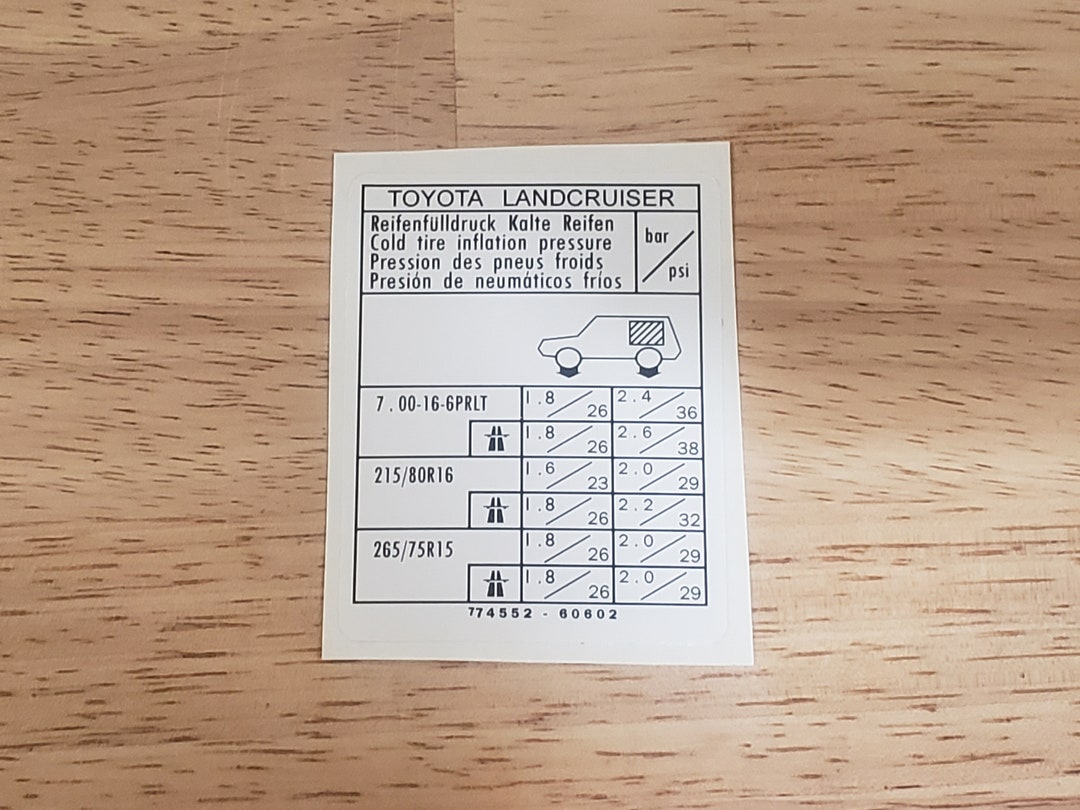 TOYOTA LANDCRUISER
Reifenfülldruck Kalte Reifen
Cold tire inflation pressure
Pression des pneus froids
Presión de neumáticos fríos
bar/psi
7.00-16-6PRLT 1.8/26 2.4/36
1.8/26 2.6/38
215/80R16 1.6/23 2.0/29
1.8/26 2.2/32
265/75R15 1.8/26 2.0/29
1.8/26 2.0/29
774552 - 60602